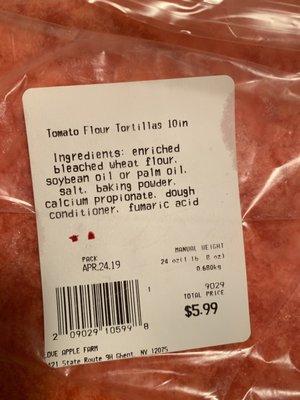 Tomato Flour Tortillas 10in
Ingredients: enriched
bleached wheat flour,
soybean oil or palm oil,
salt, baking powder,
calcium propionate, dough
conditioner, fumaric acid
PACK
APR.24.19
MANUAL WEIGHT
24 oz(1 lb 8 oz)
0.680kg
1
9029
TOTAL PRICE
$5.99
2 09029 10599 8
LOVE APPLE FARM
1421 State Route 9H Ghent, NY 12075